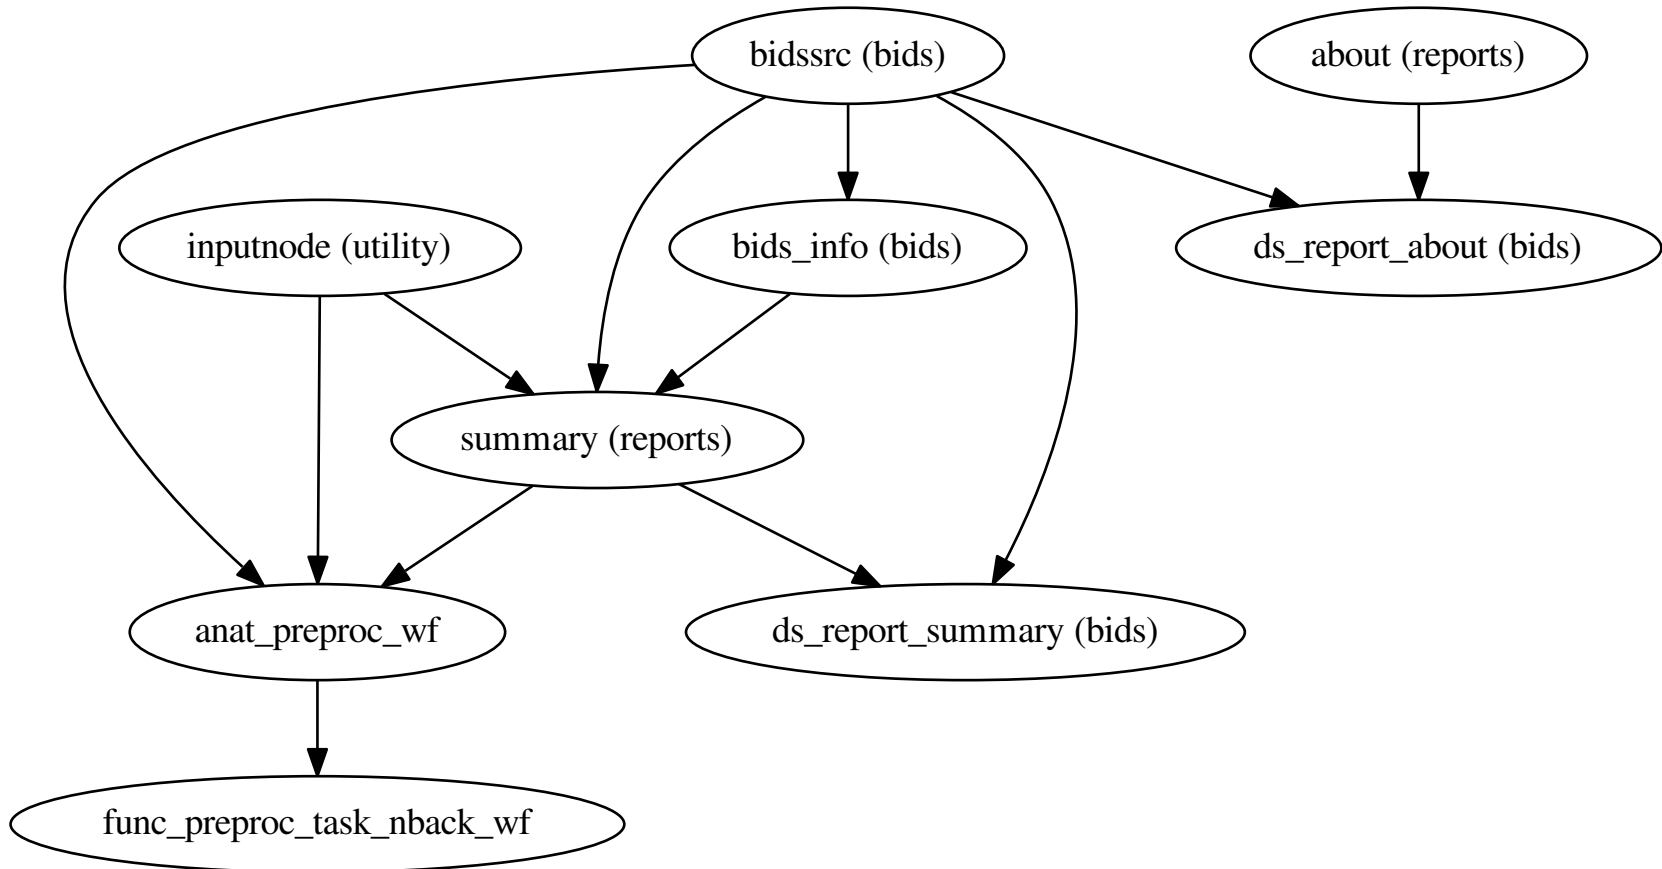 bidssrc (bids)
about (reports)
inputnode (utility)
bids_info (bids)
ds_report_about (bids)
summary (reports)
anat_preproc_wf
ds_report_summary (bids)
func_preproc_task_nback_wf